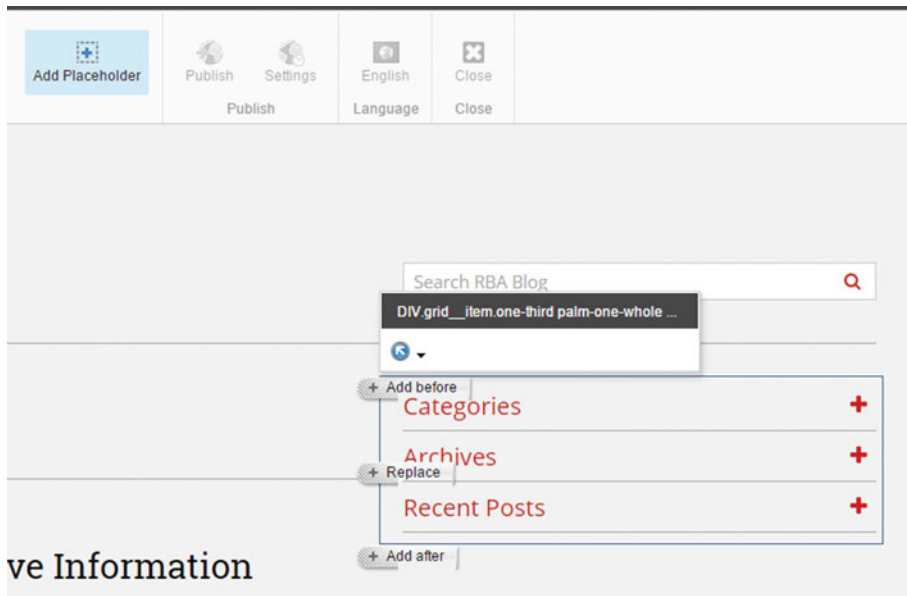 Add Placeholder
Publish
Settings
English
Close
Publish
Language
Close
Search RBA Blog
DIV.grid__item.one-third palm-one-whole ...
Add before
Categories
Archives
Replace
Recent Posts
Add after
ve Information